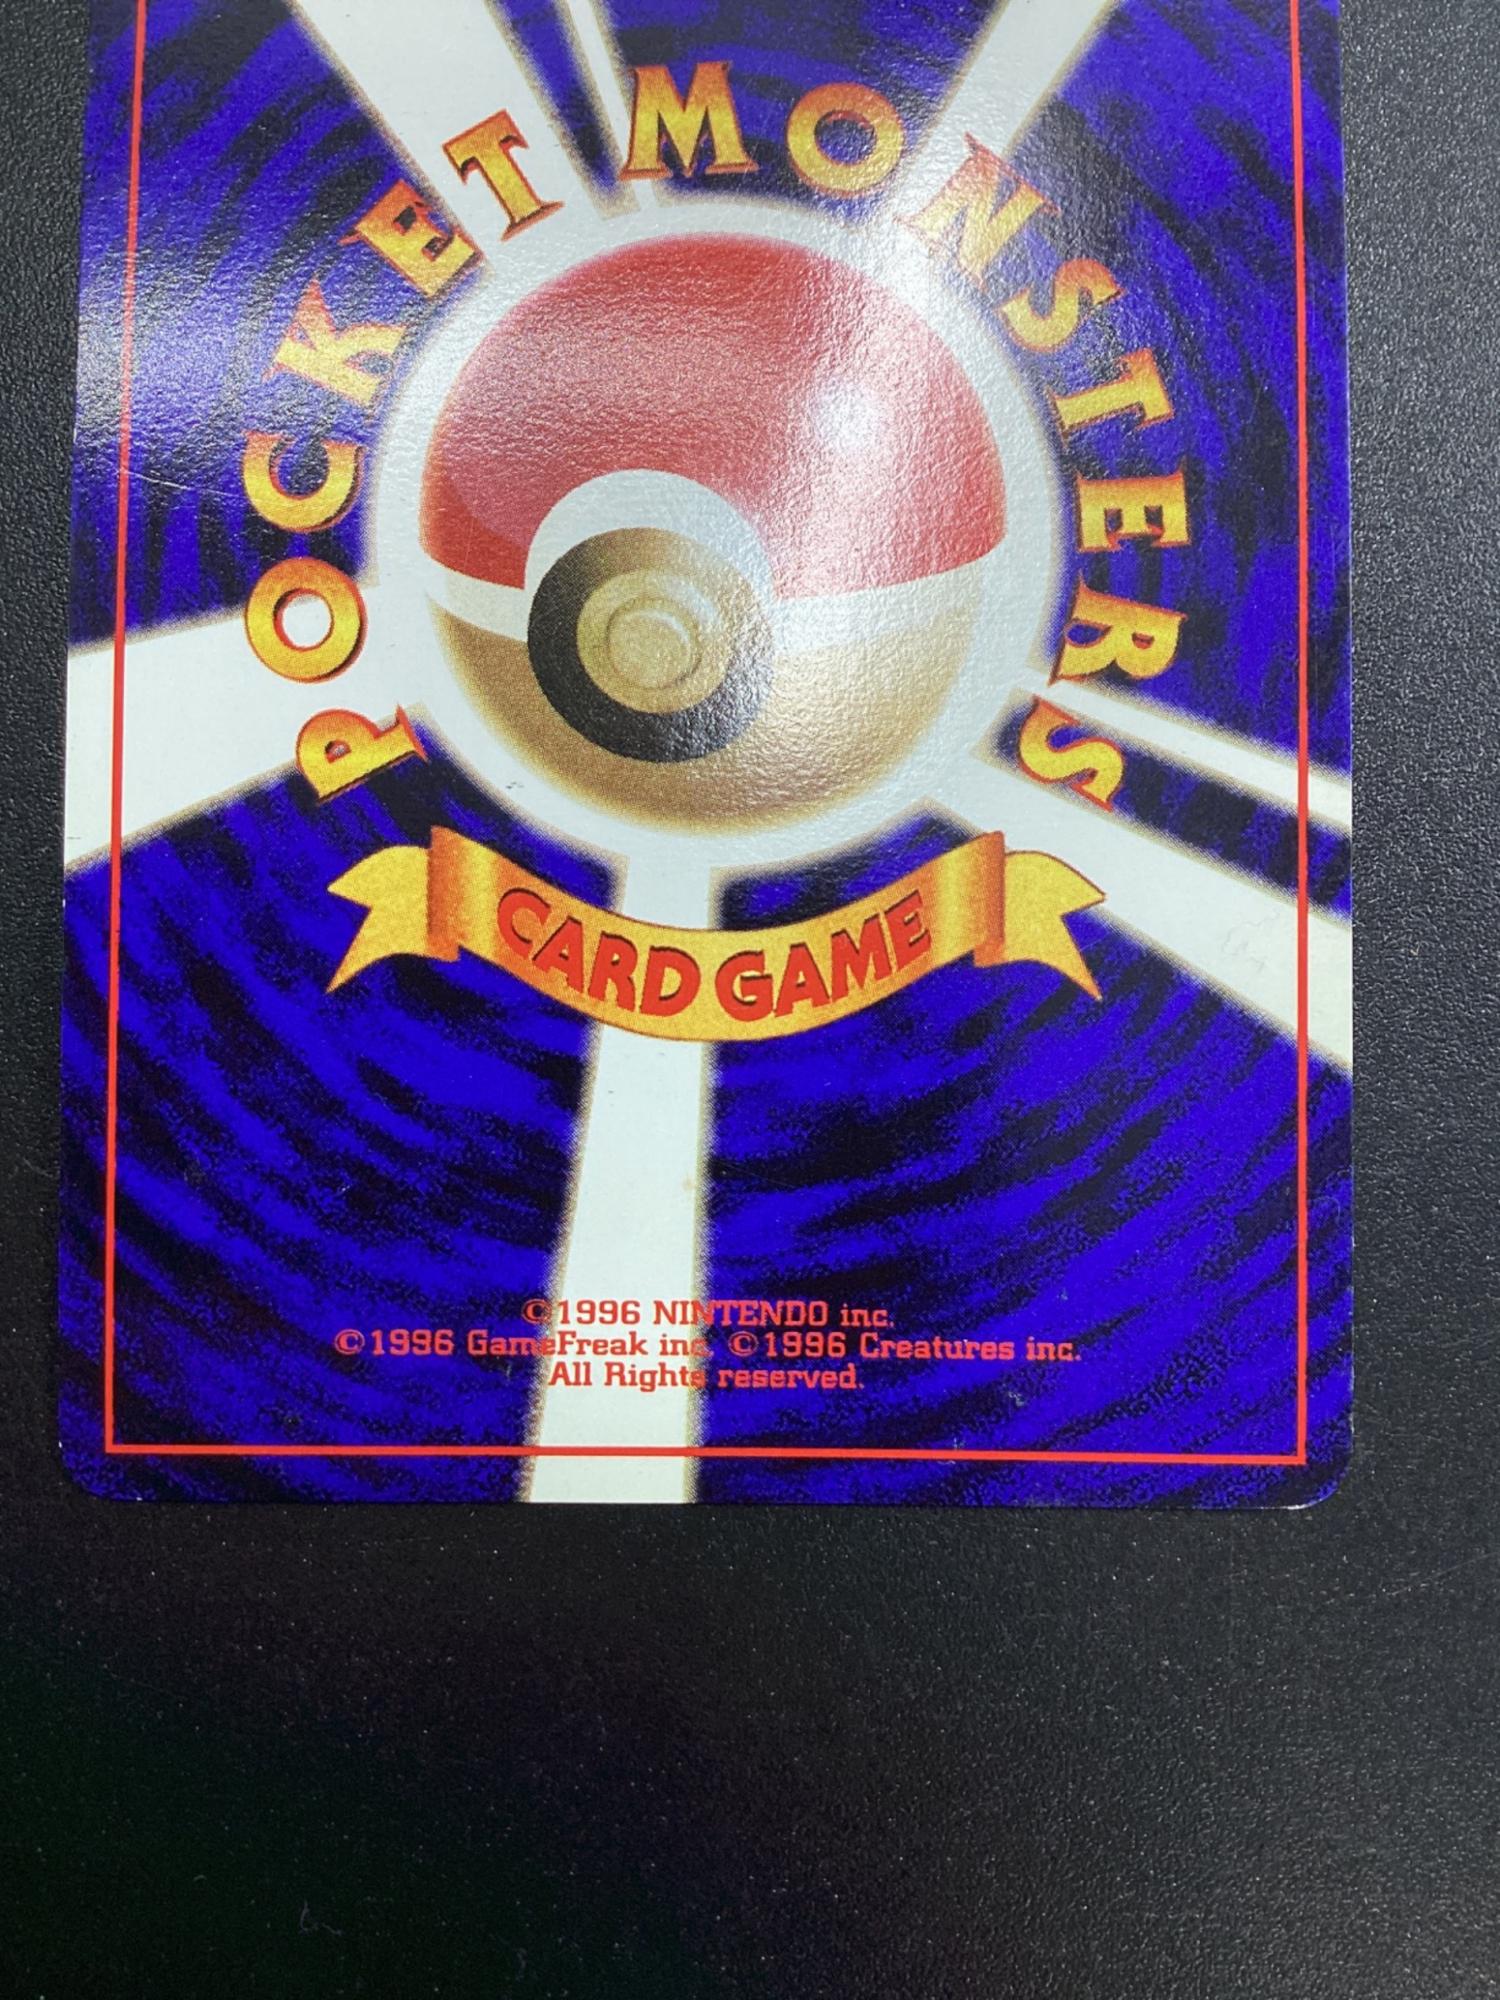 POCKET MONSTERS
CARD GAME
©1996 NINTENDO inc.
©1996 GameFreak inc. ©1996 Creatures inc.
All Rights reserved.